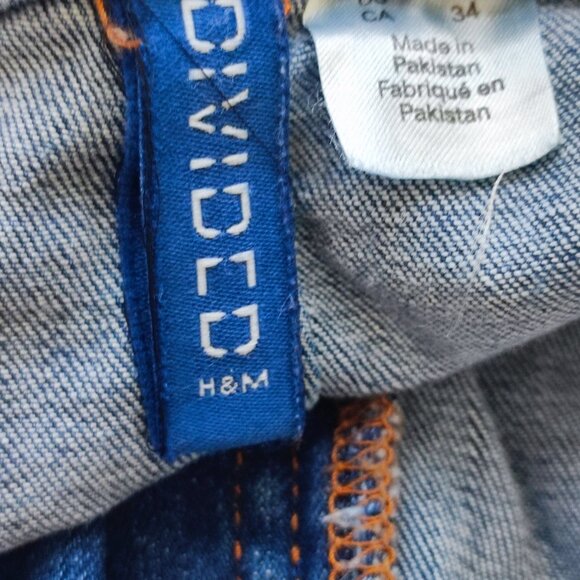 DIVIDED
H&M
CA 34
Made in
Pakistan
Fabriqué en
Pakistan